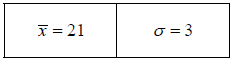 x̅ = 21
σ = 3